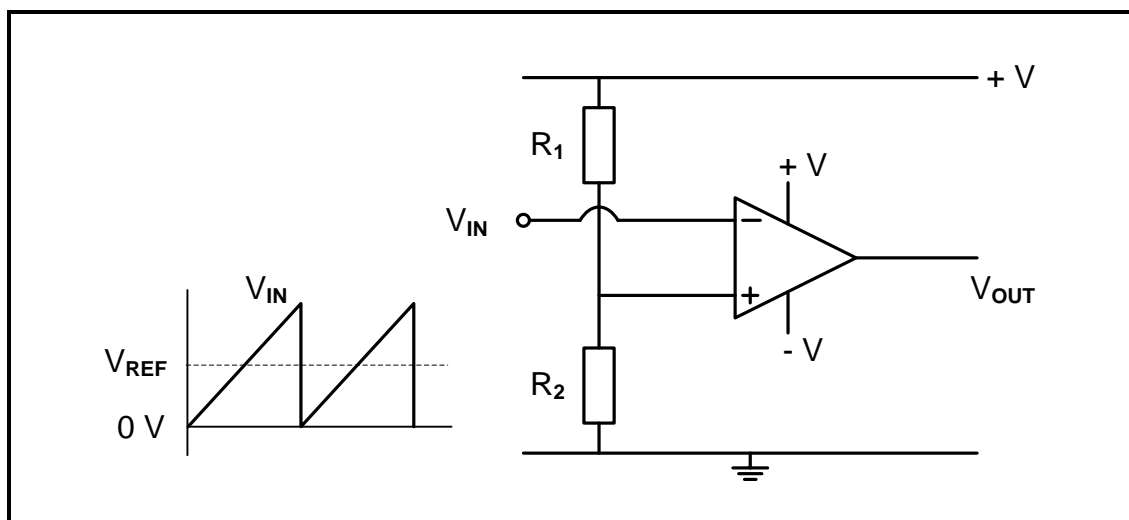 + V
R1
+ V
VIN
−
+
VOUT
- V
R2
VIN
VREF
0 V